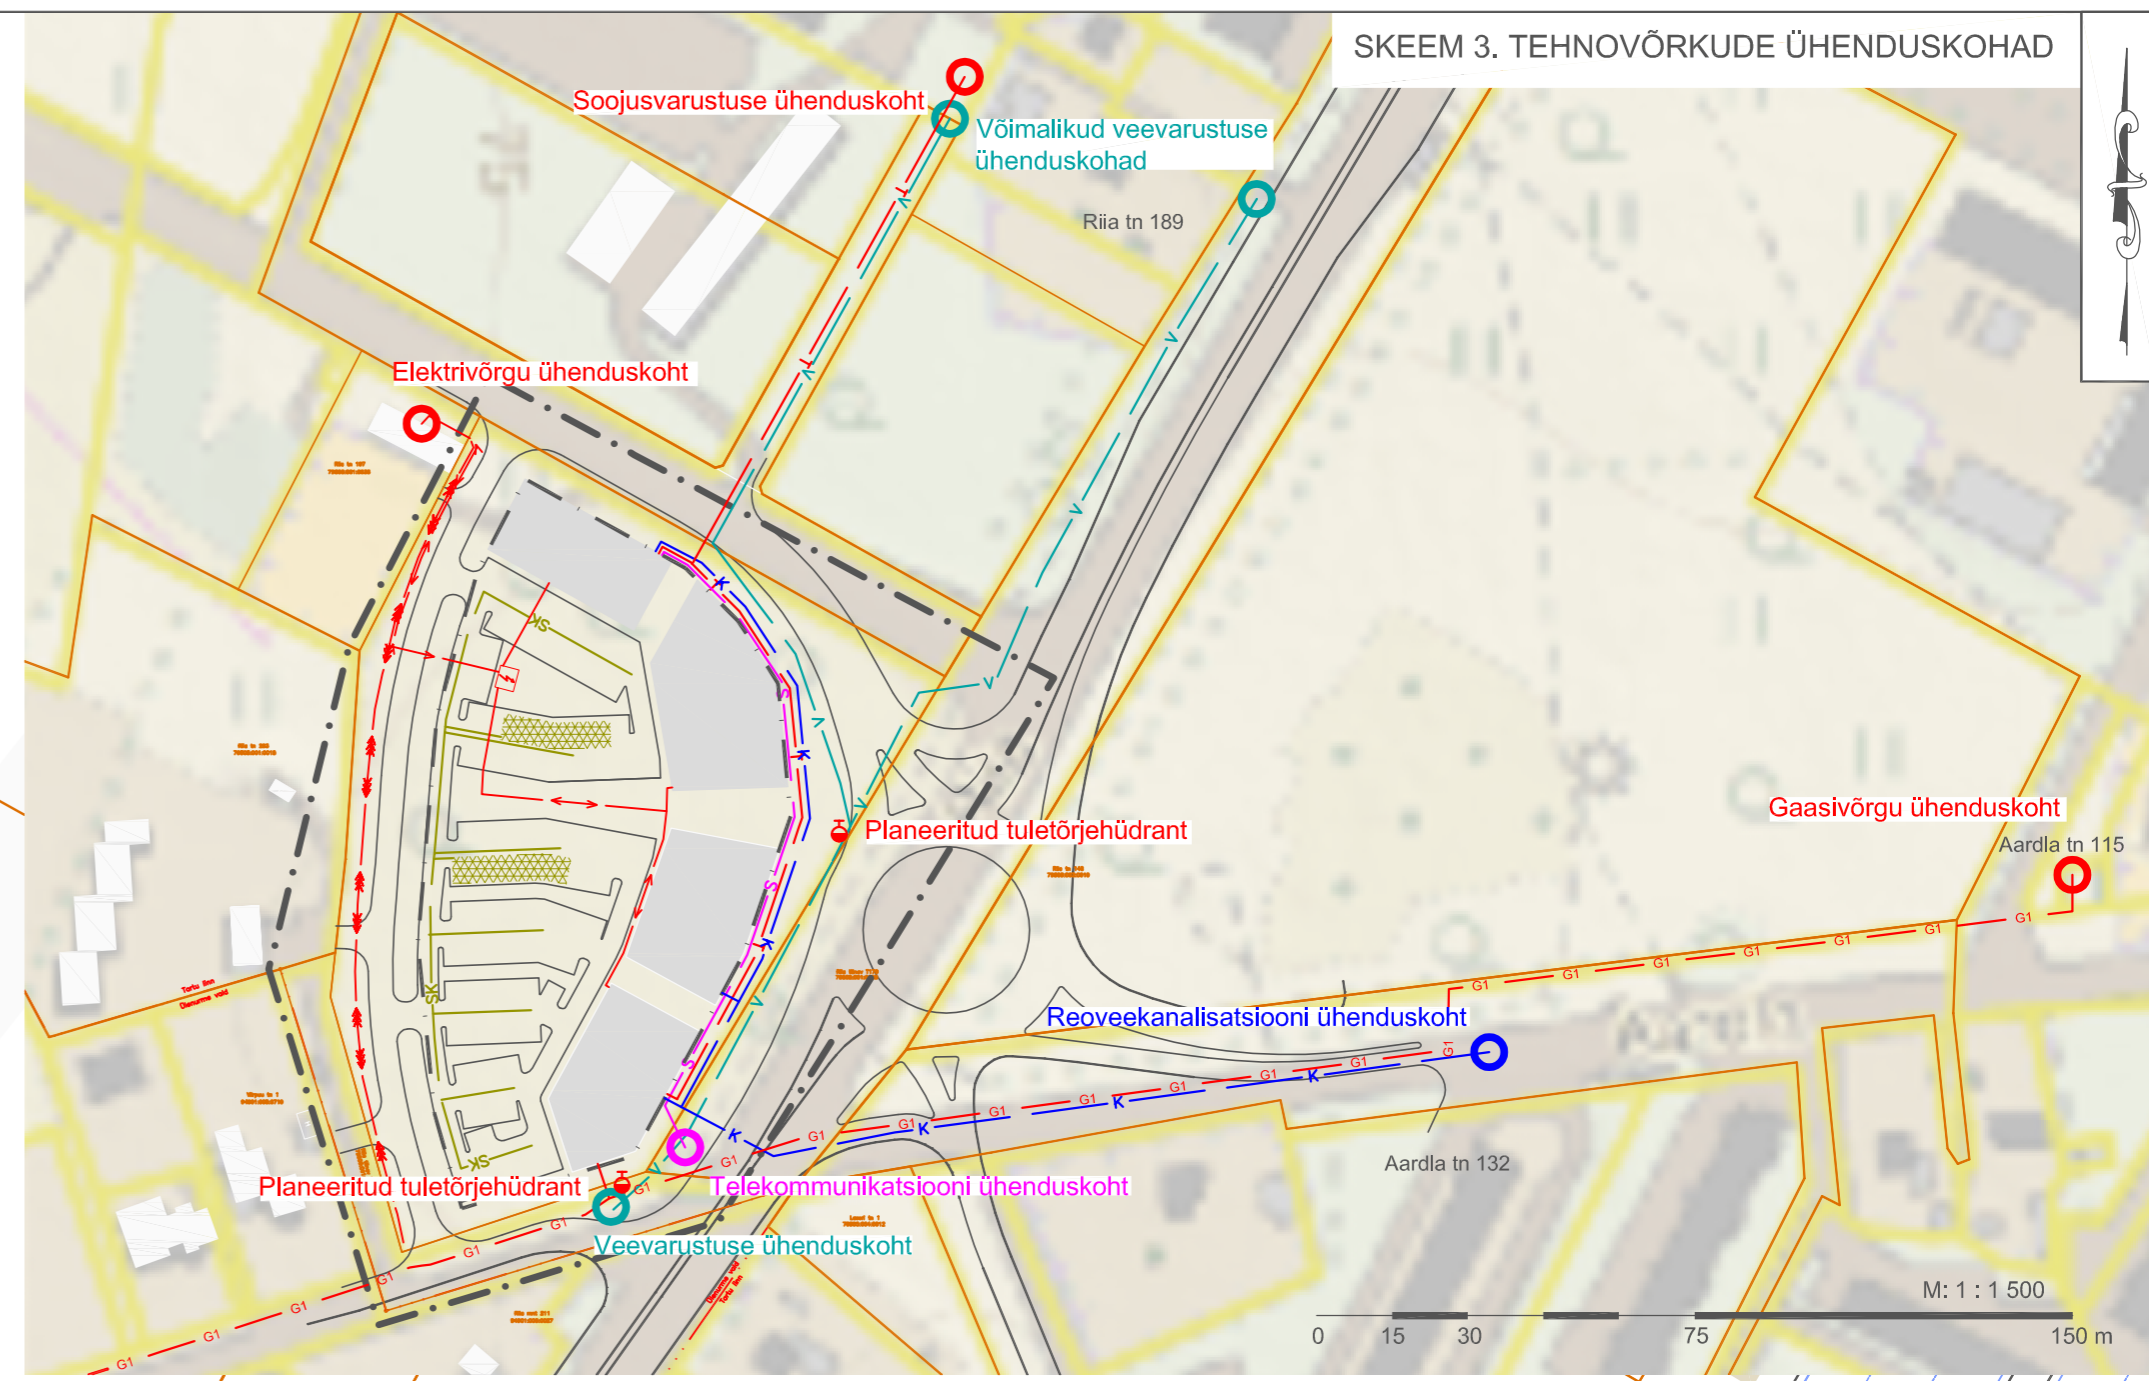 SKEEM 3. TEHNOVÕRKUDE ÜHENDUSKOHAD
Soojusvarustuse ühenduskoht
Võimalikud veevarustuse
ühenduskohad
Riia tn 189
Elektrivõrgu ühenduskoht
Planeeritud tuletõrjehüdrant
Gaasivõrgu ühenduskoht
Aardla tn 115
Reoveekanalisatsiooni ühenduskoht
Aardla tn 132
Planeeritud tuletõrjehüdrant
Telekommunikatsiooni ühenduskoht
Veevarustuse ühenduskoht
M: 1 : 1 500
0 15 30 75 150 m